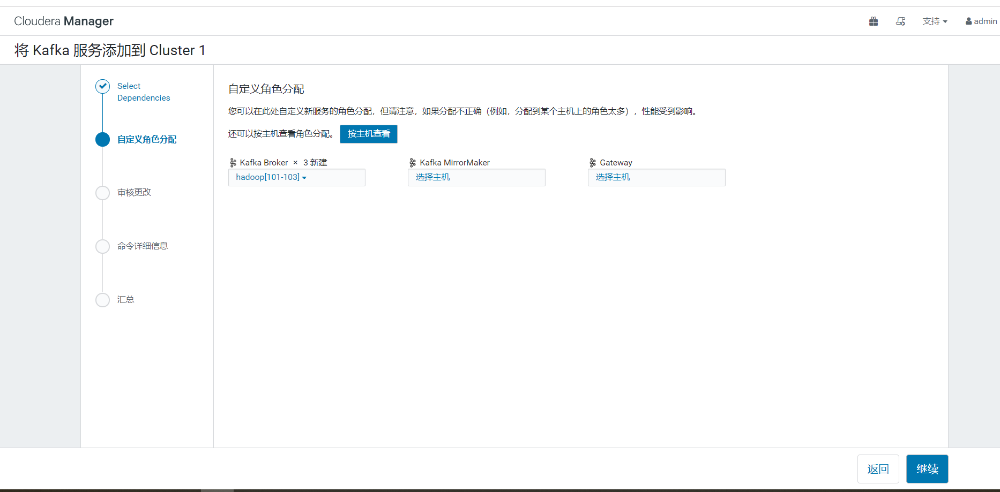 Cloudera Manager
支持
admin
将 Kafka 服务添加到 Cluster 1
Select
Dependencies
自定义角色分配
审核更改
命令详细信息
汇总
自定义角色分配
您可以在此处自定义新服务的角色分配，但请注意，如果分配不正确（例如，分配到某个主机上的角色太多），性能受到影响。
还可以按主机查看角色分配。 按主机查看
Kafka Broker × 3 新建
hadoop[101-103]
Kafka MirrorMaker
选择主机
Gateway
选择主机
返回
继续